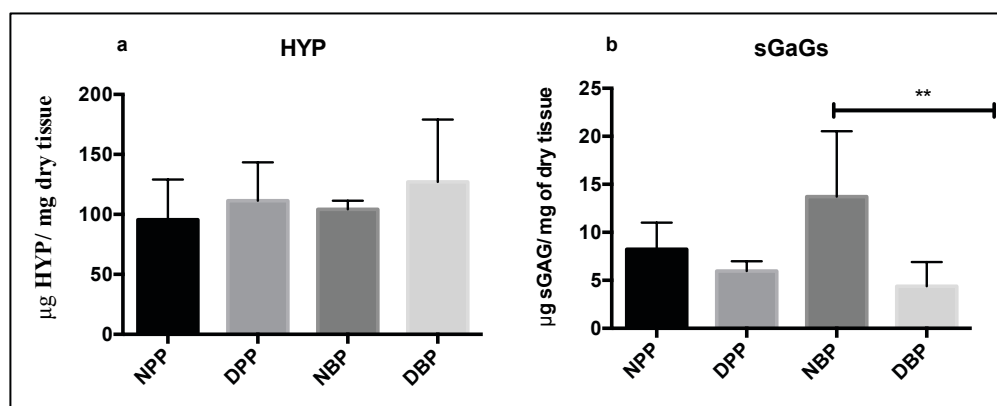 a
HYP
µg HYP/ mg dry tissue
200
150
100
50
0
NPP
DPP
NBP
DBP
b
sGaGs
µg sGAG/ mg of dry tissue
25
20
15
10
5
0
**
NPP
DPP
NBP
DBP